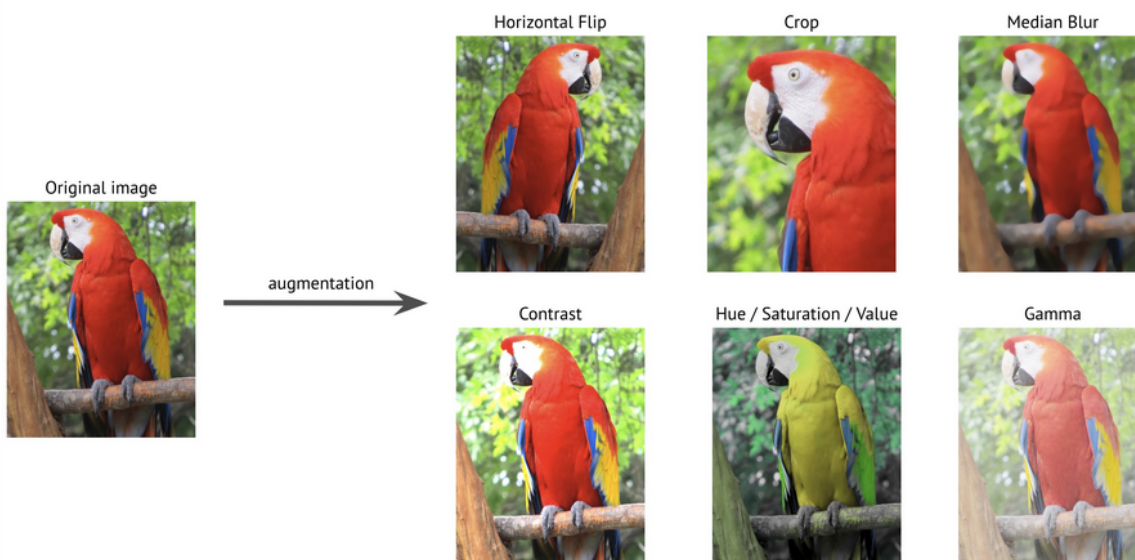 Horizontal Flip
Crop
Median Blur
Original image
augmentation
Contrast
Hue / Saturation / Value
Gamma